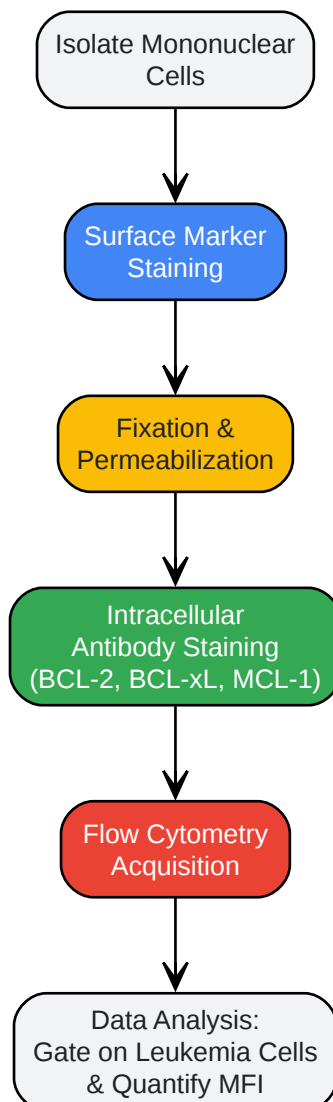 Isolate Mononuclear
Cells
Surface Marker
Staining
Fixation &
Permeabilization
Intracellular
Antibody Staining
(BCL-2, BCL-xL, MCL-1)
Flow Cytometry
Acquisition
Data Analysis:
Gate on Leukemia Cells
& Quantify MFI